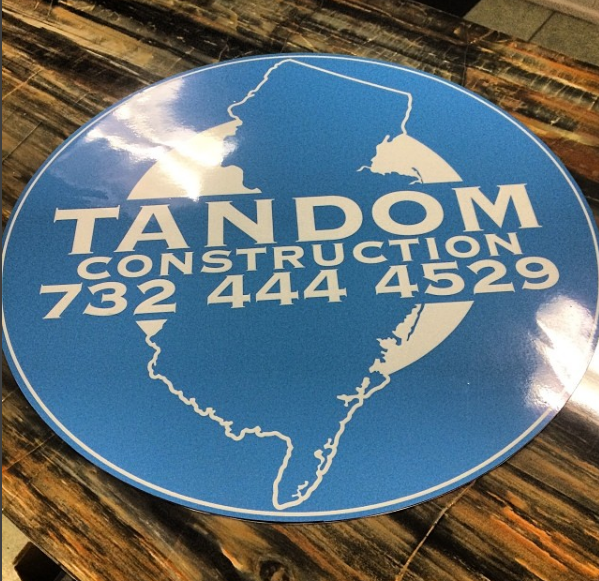 TANDOM
CONSTRUCTION
732 444 4529